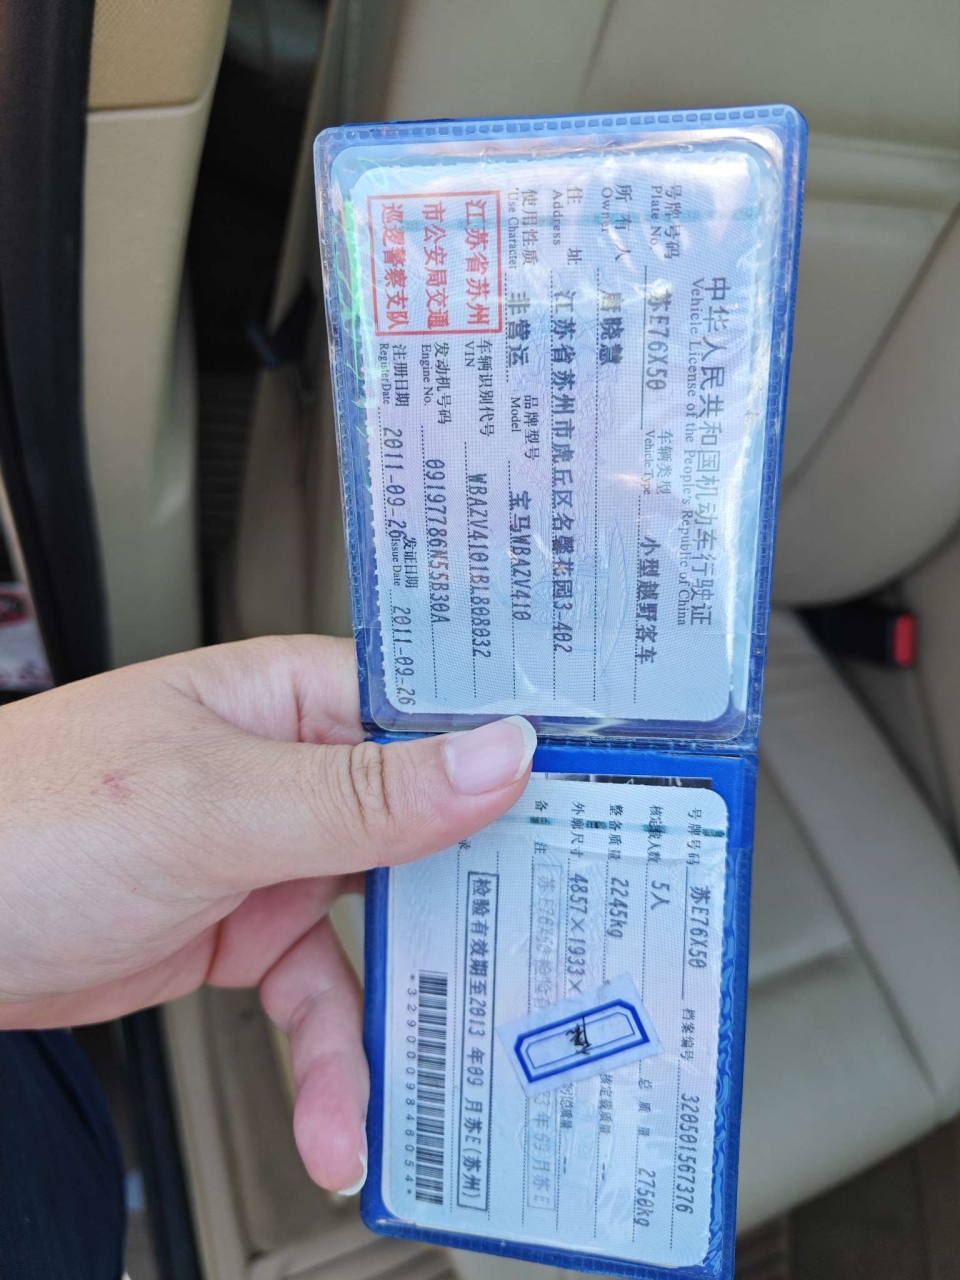 中华人民共和国机动车行驶证
Vehicle License of the People's Republic of China
号牌号码 苏E76X50 车辆类型 小型越野客车
Plate No. Vehicle Type
所有人 晓慧
Owner
住址 江苏省苏州市虎丘区名馨花园3-402
Address
使用性质 非营运 品牌型号 宝马WBAZV410
Use Character Model
江苏省苏州
市公安局交通
巡逻警察支队
车辆识别代号 WBAZV4101BL808032
VIN
发动机号码 09197786N55B30A
Engine No.
注册日期 2011-09-26 发证日期 2011-09-26
Register Date Issue Date
号牌号码 苏E76X50 档案编号 320501567376
核定载人数 5人 总质量 2750kg
整备质量 2245kg 核定载质量 --
外廓尺寸 4857×1933× --
备注
检验有效期至2013年09月苏E(苏州)
*3290009846054*